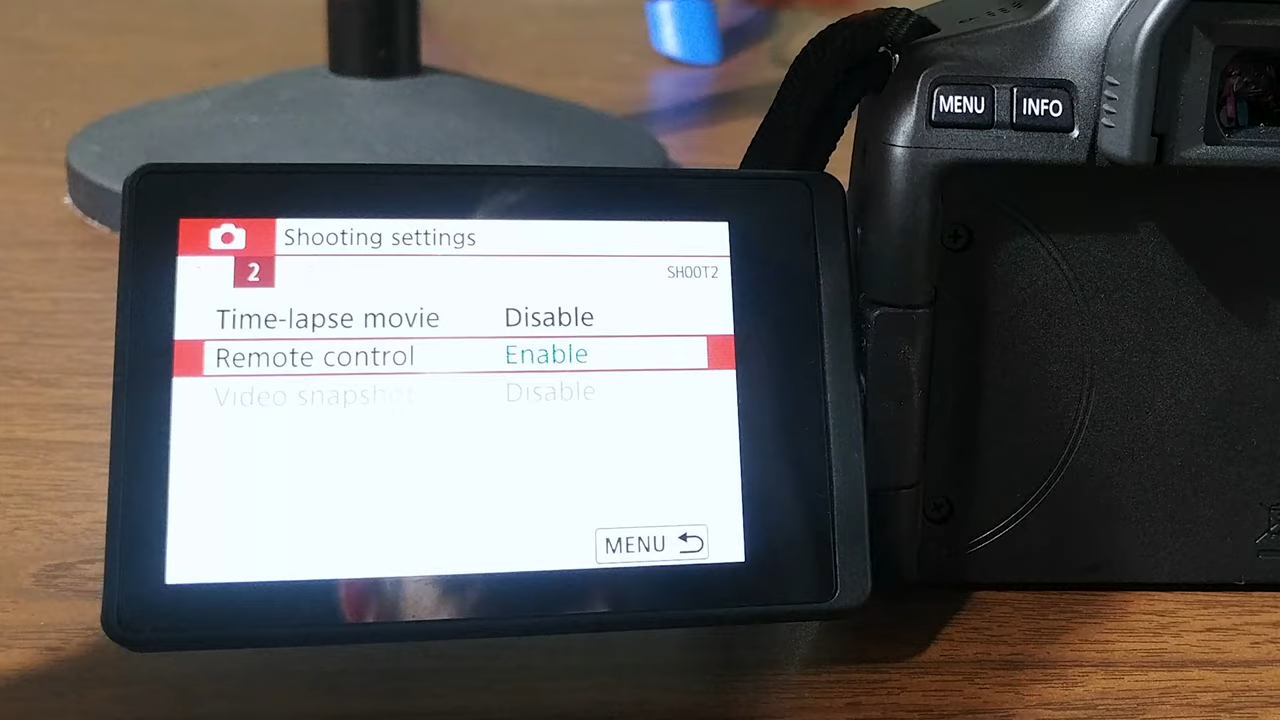 MENU INFO
Shooting settings
2
SHOOT2
Time-lapse movie Disable
Remote control Enable
Video snapshot Disable
MENU